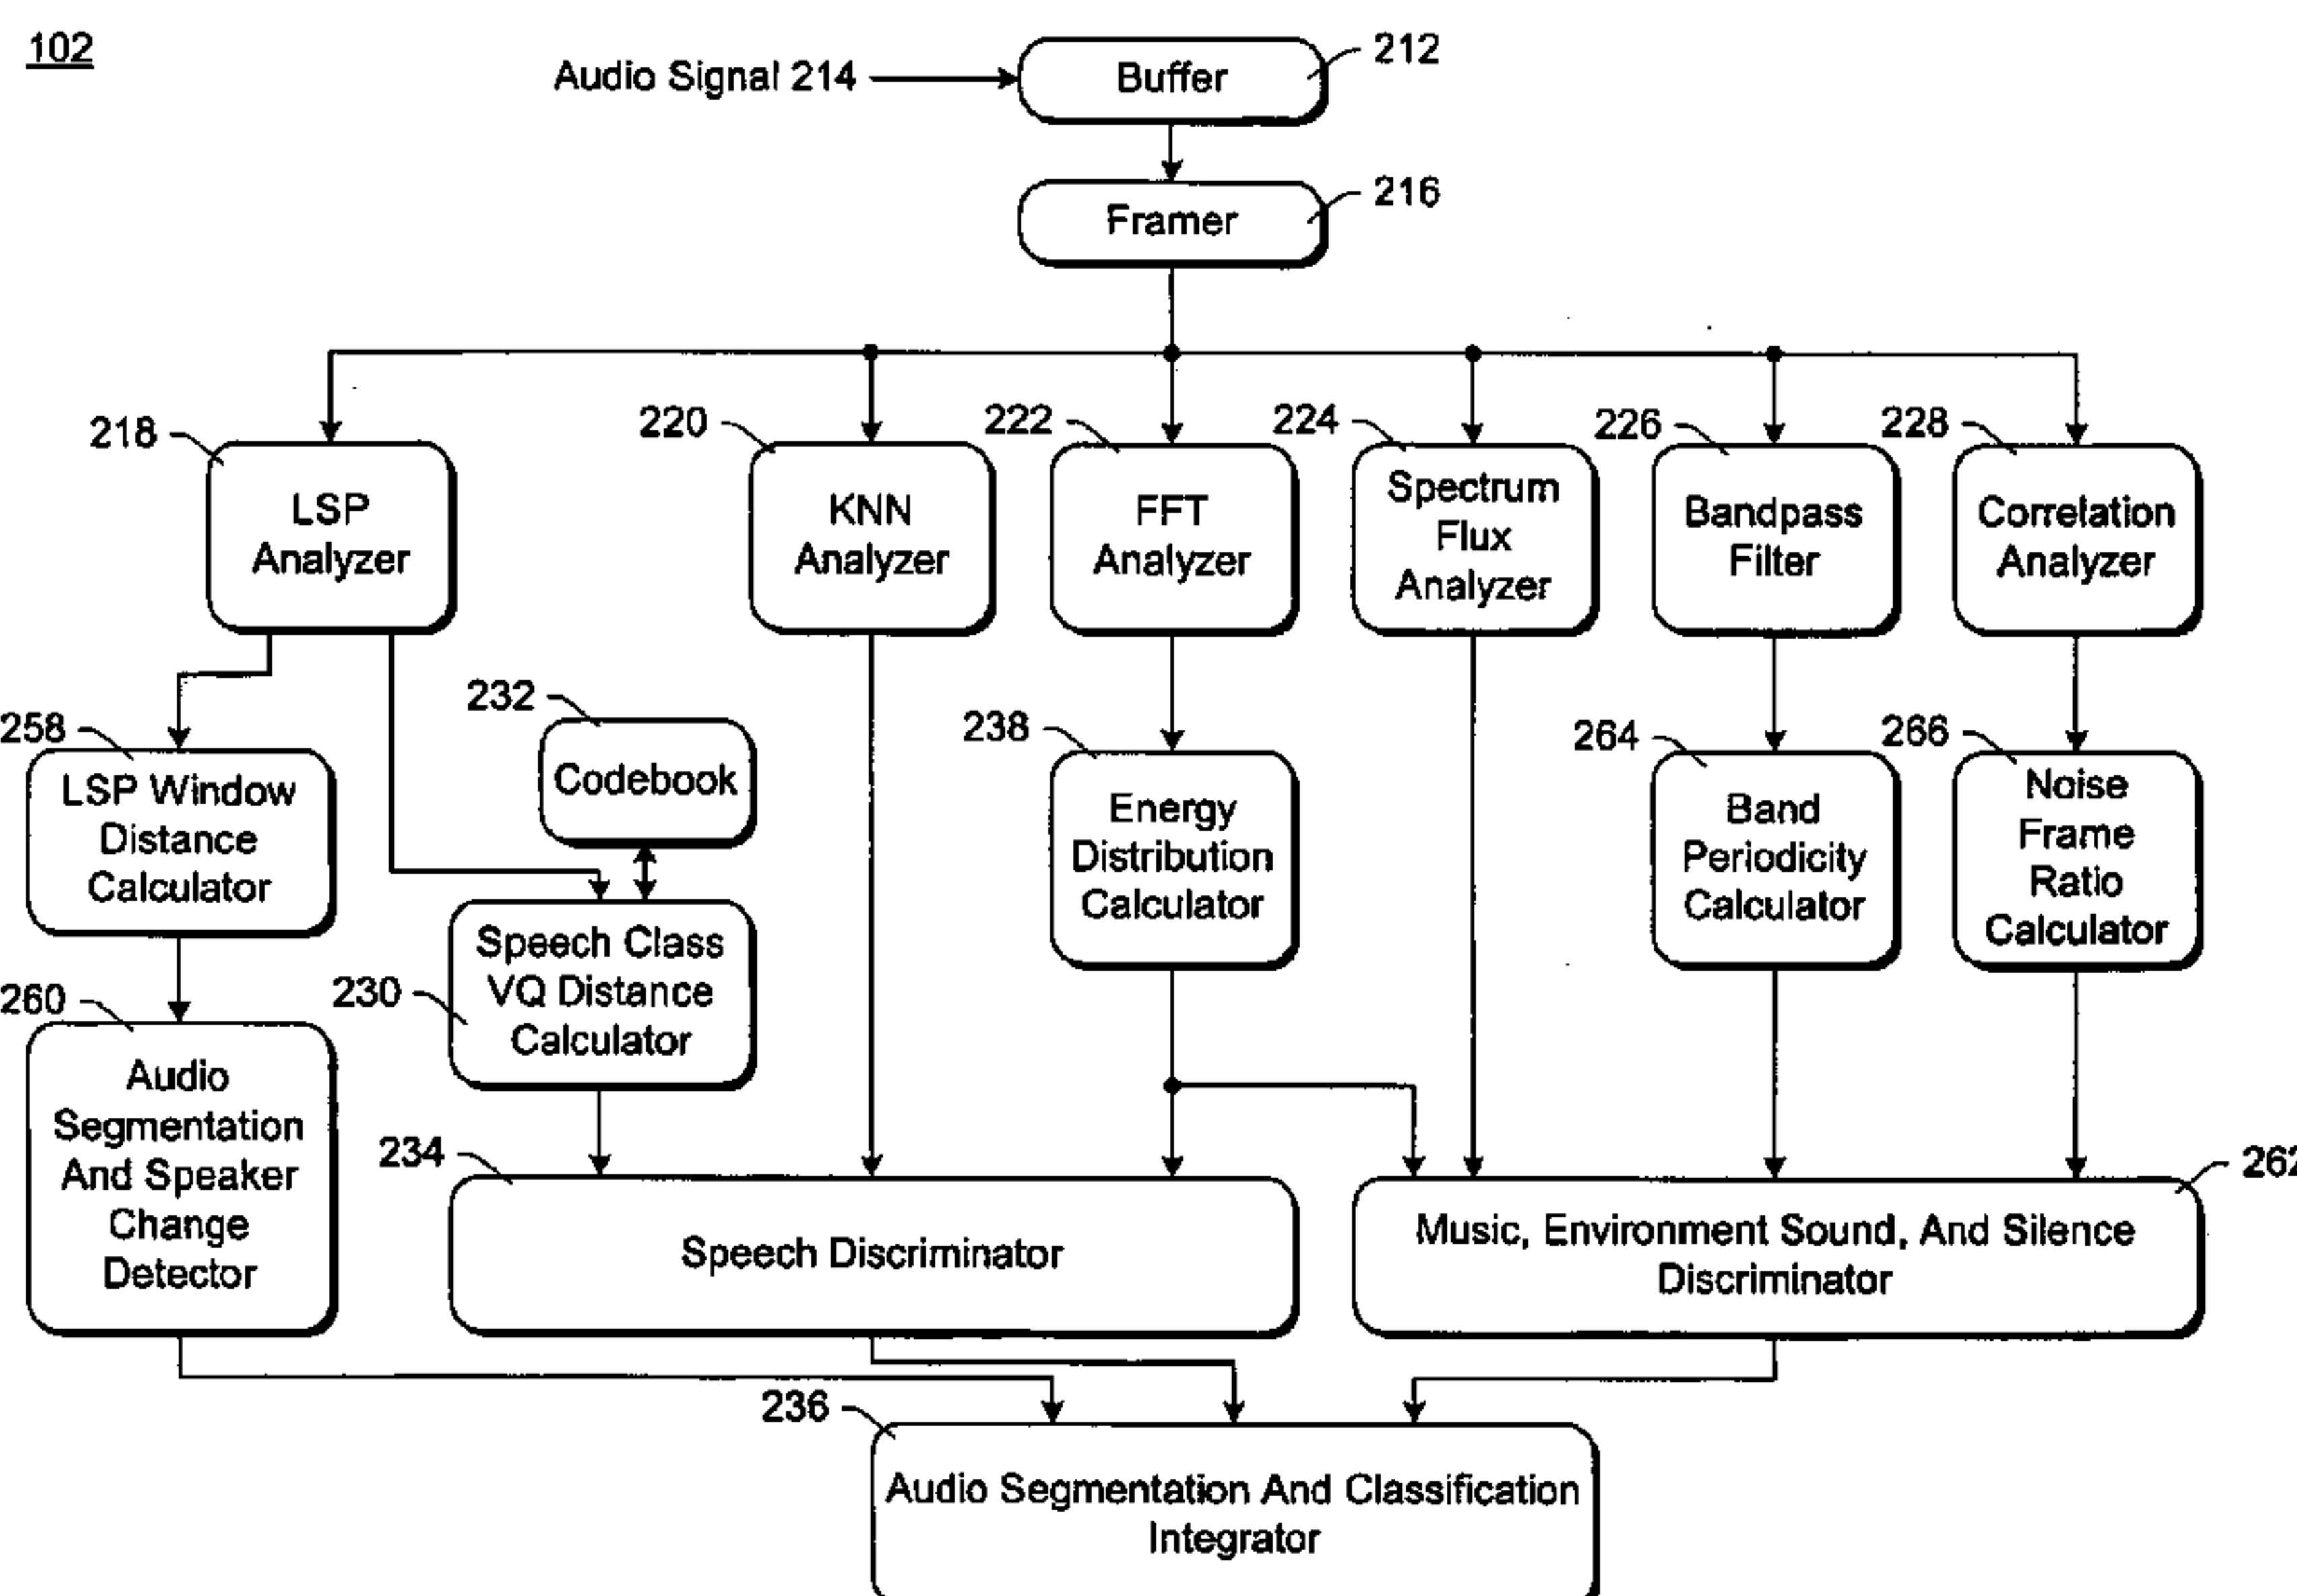 102
Audio Signal 214
Buffer
212
Framer
216
218
LSP
Analyzer
220
KNN
Analyzer
222
FFT
Analyzer
224
Spectrum
Flux
Analyzer
226
Bandpass
Filter
228
Correlation
Analyzer
258
LSP Window
Distance
Calculator
232
Codebook
238
Energy
Distribution
Calculator
264
Band
Periodicity
Calculator
266
Noise
Frame
Ratio
Calculator
260
Audio
Segmentation
And Speaker
Change
Detector
230
Speech Class
VQ Distance
Calculator
234
Speech Discriminator
262
Music, Environment Sound, And Silence
Discriminator
236
Audio Segmentation And Classification
Integrator